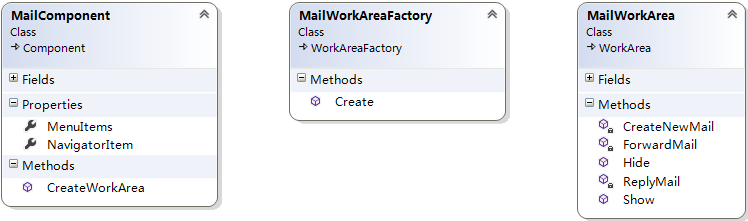 MailComponent
Class
Component
Fields
Properties
MenuItems
NavigatorItem
Methods
CreateWorkArea
MailWorkAreaFactory
Class
WorkAreaFactory
Methods
Create
MailWorkArea
Class
WorkArea
Fields
Methods
CreateNewMail
ForwardMail
Hide
ReplyMail
Show